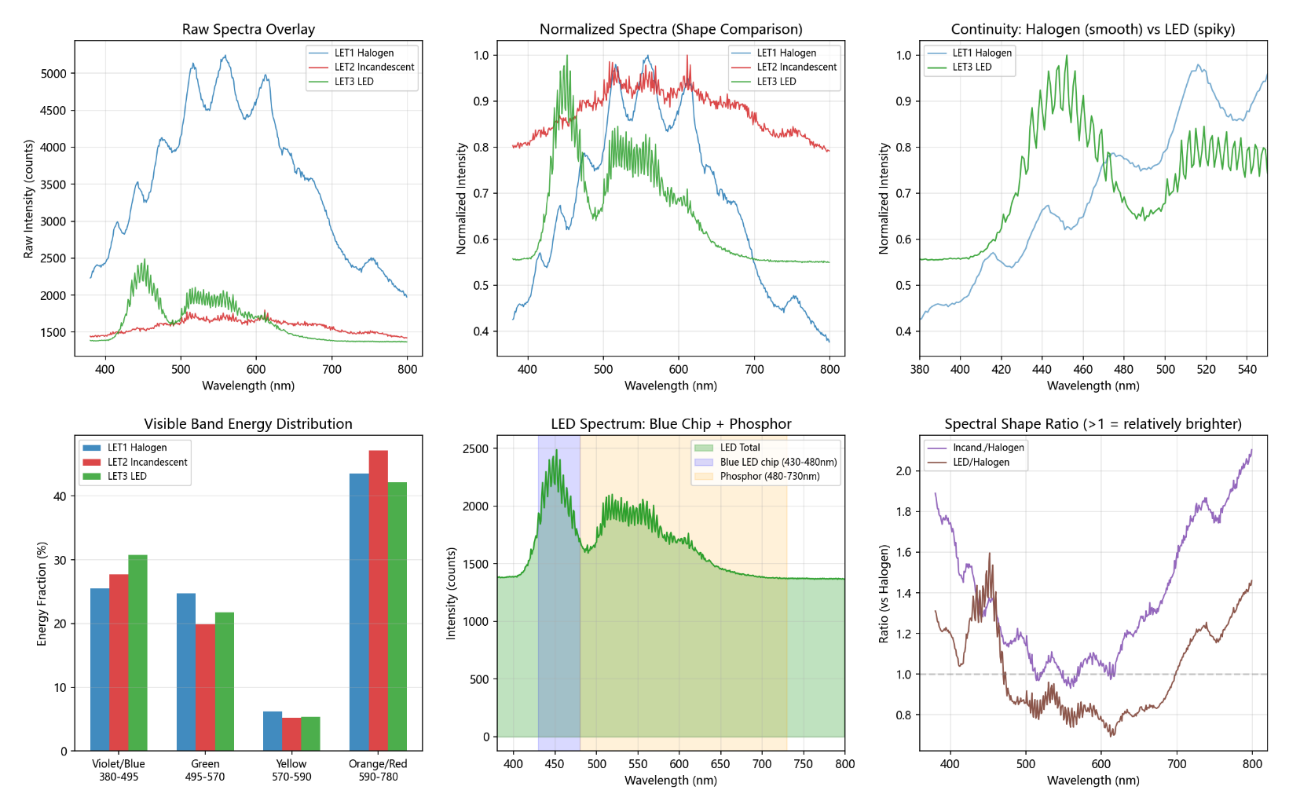 Raw Spectra Overlay
LET1 Halogen
LET2 Incandescent
LET3 LED
5000
4500
4000
3500
3000
2500
2000
1500
Raw Intensity (counts)
400 500 600 700 800
Wavelength (nm)
Normalized Spectra (Shape Comparison)
LET1 Halogen
LET2 Incandescent
LET3 LED
1.0
0.9
0.8
0.7
0.6
0.5
0.4
Normalized Intensity
400 500 600 700 800
Wavelength (nm)
Continuity: Halogen (smooth) vs LED (spiky)
LET1 Halogen
LET3 LED
1.0
0.9
0.8
0.7
0.6
0.5
0.4
Normalized Intensity
380 400 420 440 460 480 500 520 540
Wavelength (nm)
Visible Band Energy Distribution
LET1 Halogen
LET2 Incandescent
LET3 LED
40
30
20
10
0
Energy Fraction (%)
Violet/Blue Green Yellow Orange/Red
380-495 495-570 570-590 590-780
LED Spectrum: Blue Chip + Phosphor
LED Total
Blue LED chip (430-480nm)
Phosphor (480-730nm)
2500
2000
1500
1000
500
0
Intensity (counts)
400 450 500 550 600 650 700 750 800
Wavelength (nm)
Spectral Shape Ratio (>1 = relatively brighter)
Incand./Halogen
LED/Halogen
2.0
1.8
1.6
1.4
1.2
1.0
0.8
Ratio (vs Halogen)
400 500 600 700 800
Wavelength (nm)